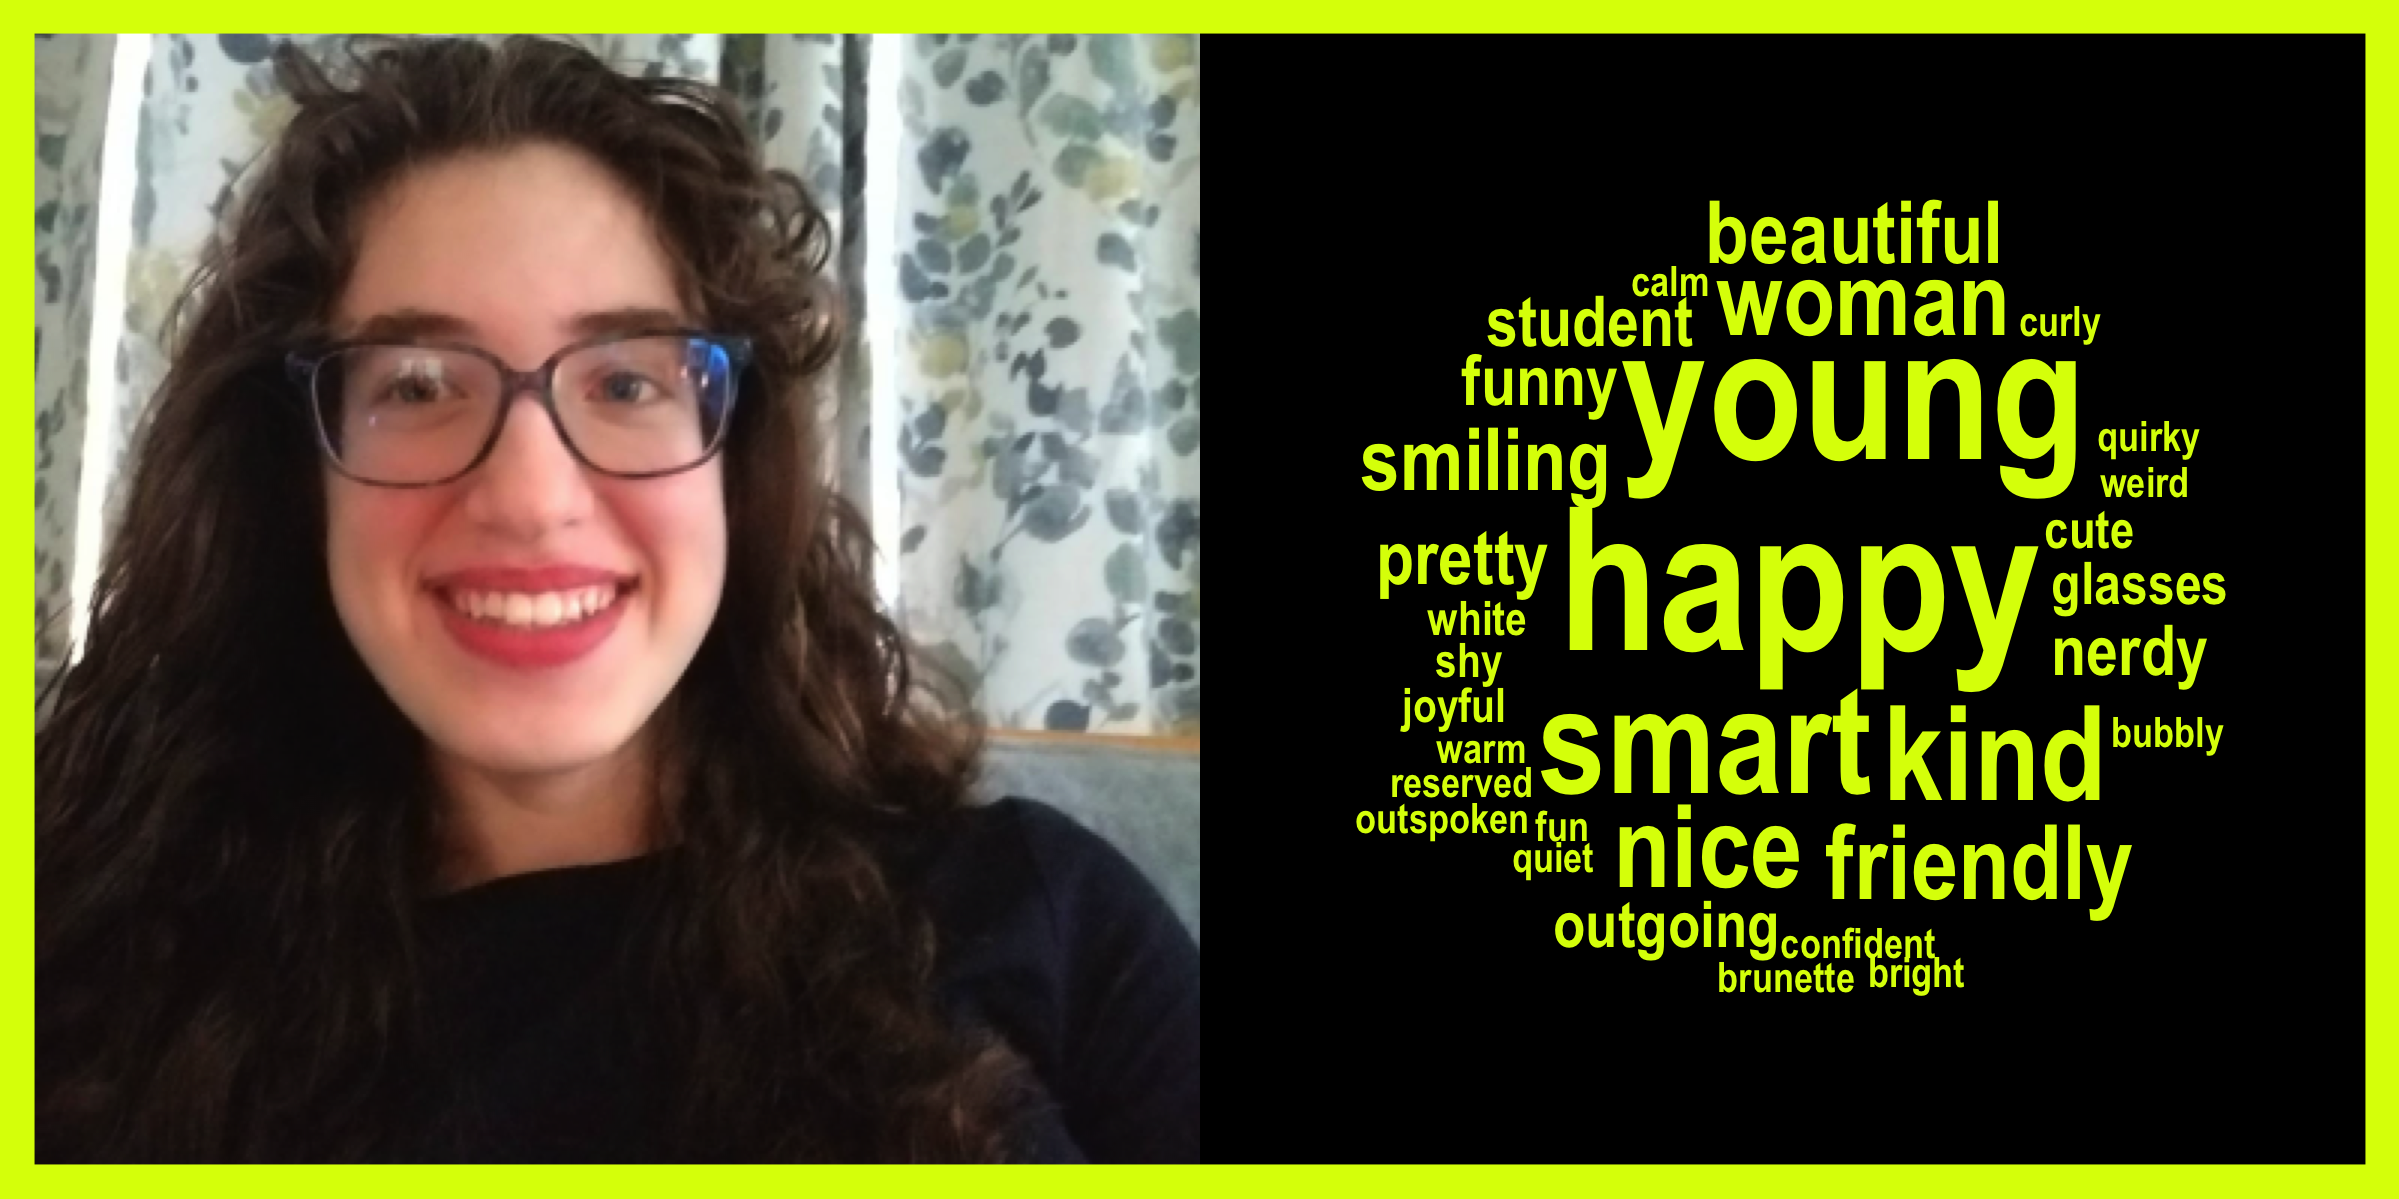 beautiful
calm woman
student curly
funny young
smiling quirky
weird
pretty happy cute
glasses
white
shy nerdy
joyful
warm smart kind bubbly
reserved
outspoken fun nice friendly
quiet
outgoing confident
brunette bright